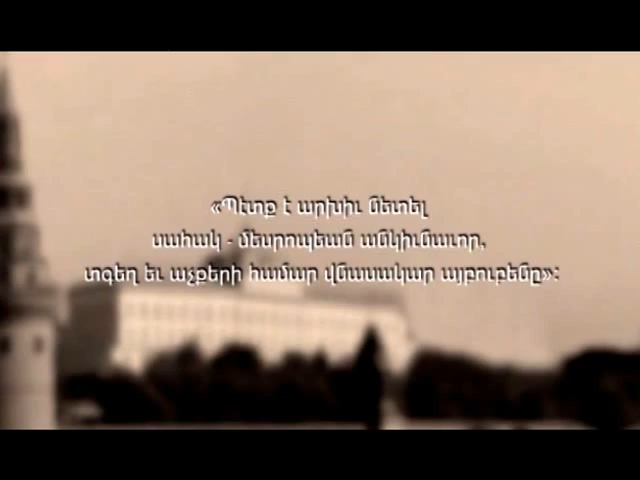 «Պէտք է արխիւ նետել
սահակ - մեսրոպեան անկիւնաւոր,
տգեղ եւ աչքերի համար վնասակար այբուբենը»: